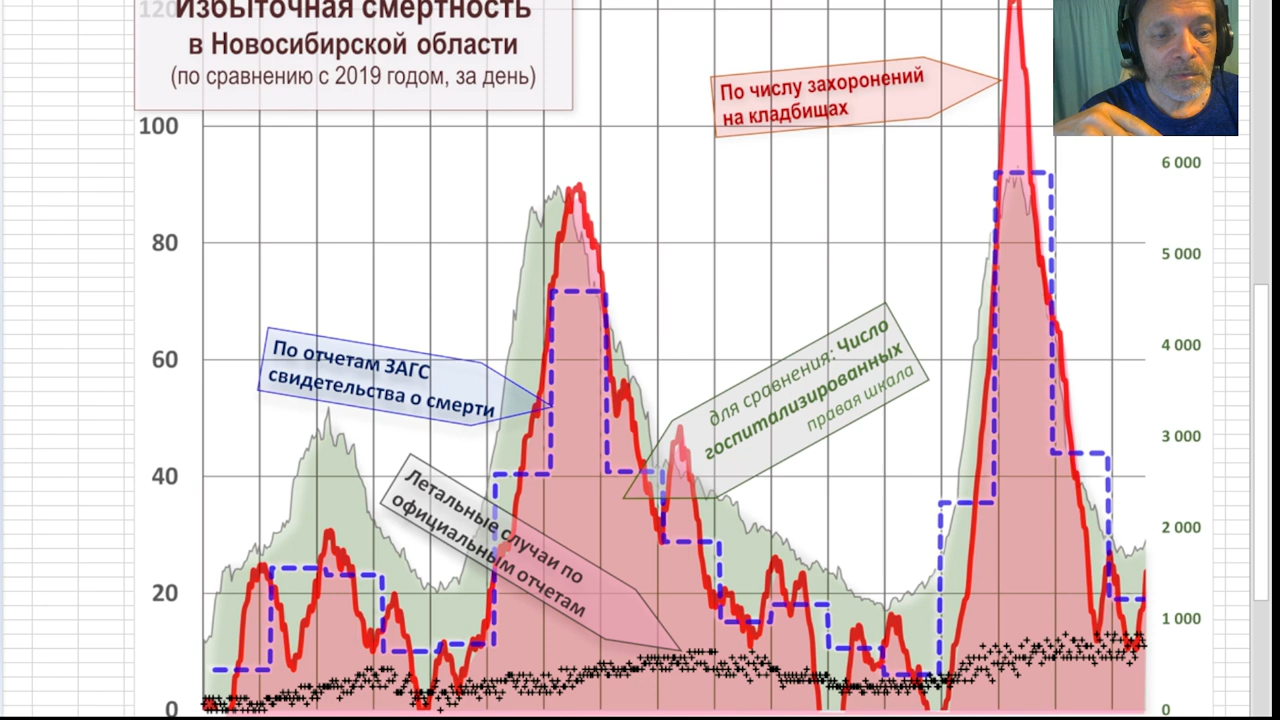 120
Избыточная смертность
в Новосибирской области
(по сравнению с 2019 годом, за день)
По числу захоронений
на кладбищах
100
6 000
80
5 000
60
4 000
По отчетам ЗАГС
свидетельства о смерти
для сравнения: Число
госпитализированных
правая шкала
3 000
40
Летальные случаи по
официальным отчетам
2 000
20
1 000
0
0